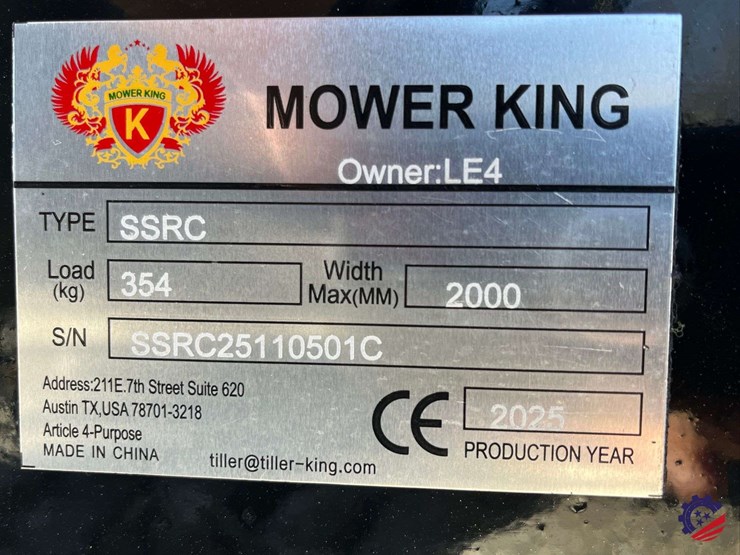 MOWER KING
K
MOWER KING
Owner:LE4
TYPE SSRC
Load (kg) 354 Width Max(MM) 2000
S/N SSRC25110501C
Address:211E.7th Street Suite 620
Austin TX,USA 78701-3218
Article 4-Purpose
MADE IN CHINA
tiller@tiller-king.com
CE
2025
PRODUCTION YEAR